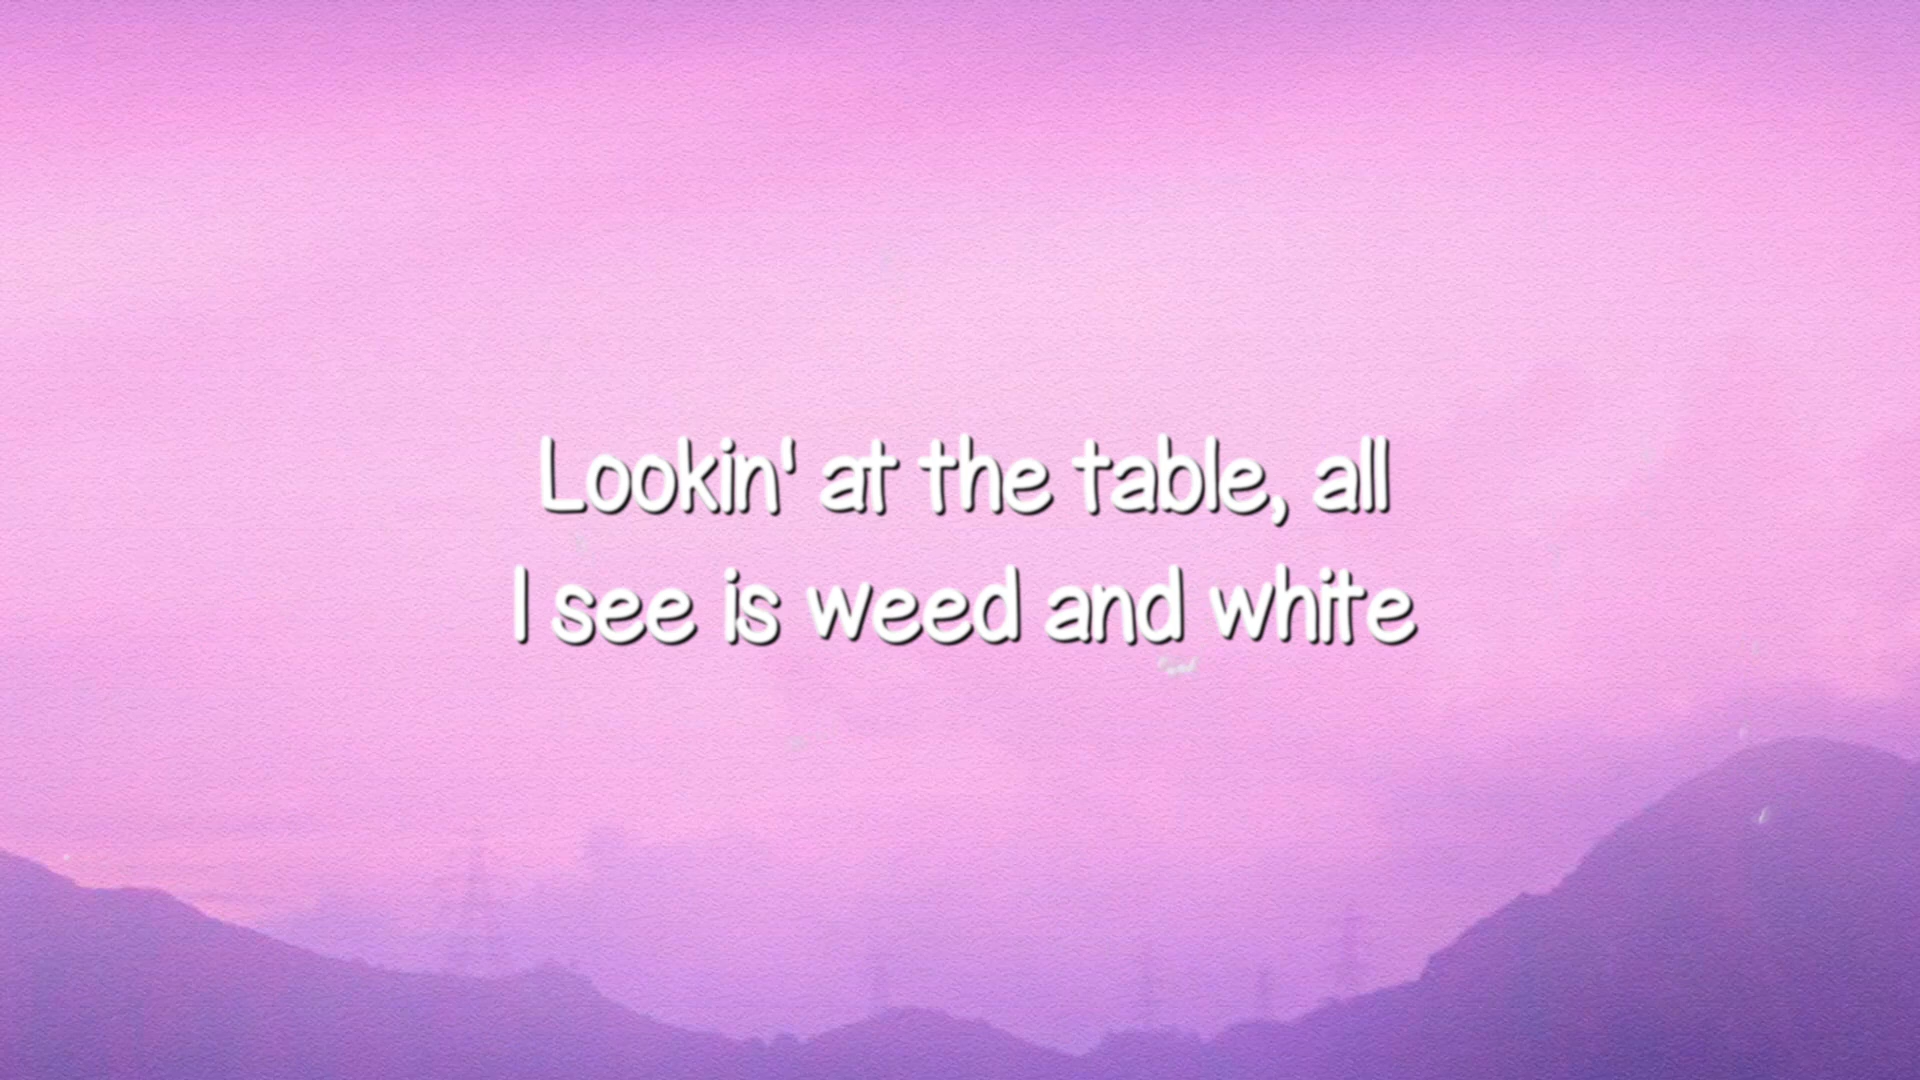 Lookin' at the table, all
I see is weed and white